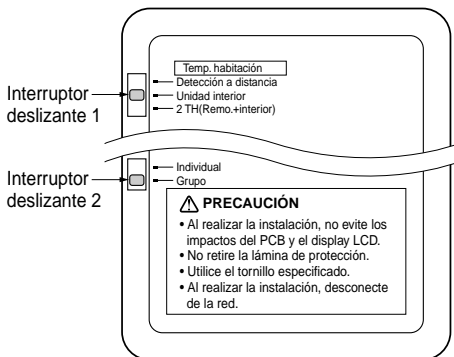 Temp. habitación
Detección a distancia
Interruptor
deslizante 1
Unidad interior
2 TH(Remo.+interior)
Individual
Interruptor
deslizante 2
Grupo
⚠ PRECAUCIÓN
• Al realizar la instalación, no evite los
impactos del PCB y el display LCD.
• No retire la lámina de protección.
• Utilice el tornillo especificado.
• Al realizar la instalación, desconecte
de la red.